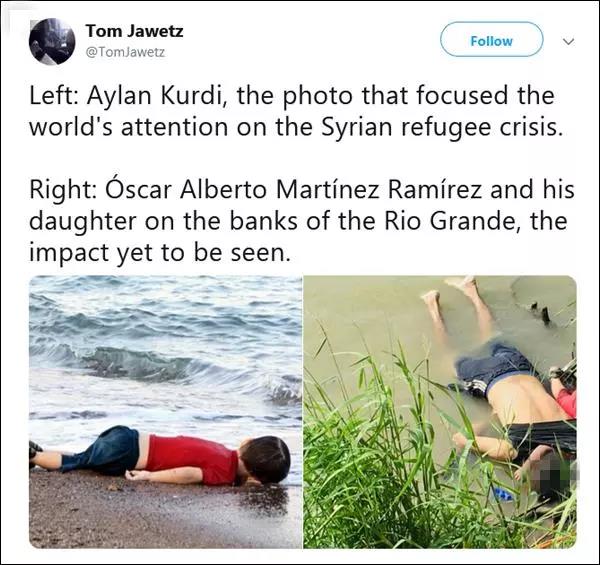 Tom Jawetz
@TomJawetz
Follow
Left: Aylan Kurdi, the photo that focused the
world's attention on the Syrian refugee crisis.
Right: Óscar Alberto Martínez Ramírez and his
daughter on the banks of the Rio Grande, the
impact yet to be seen.